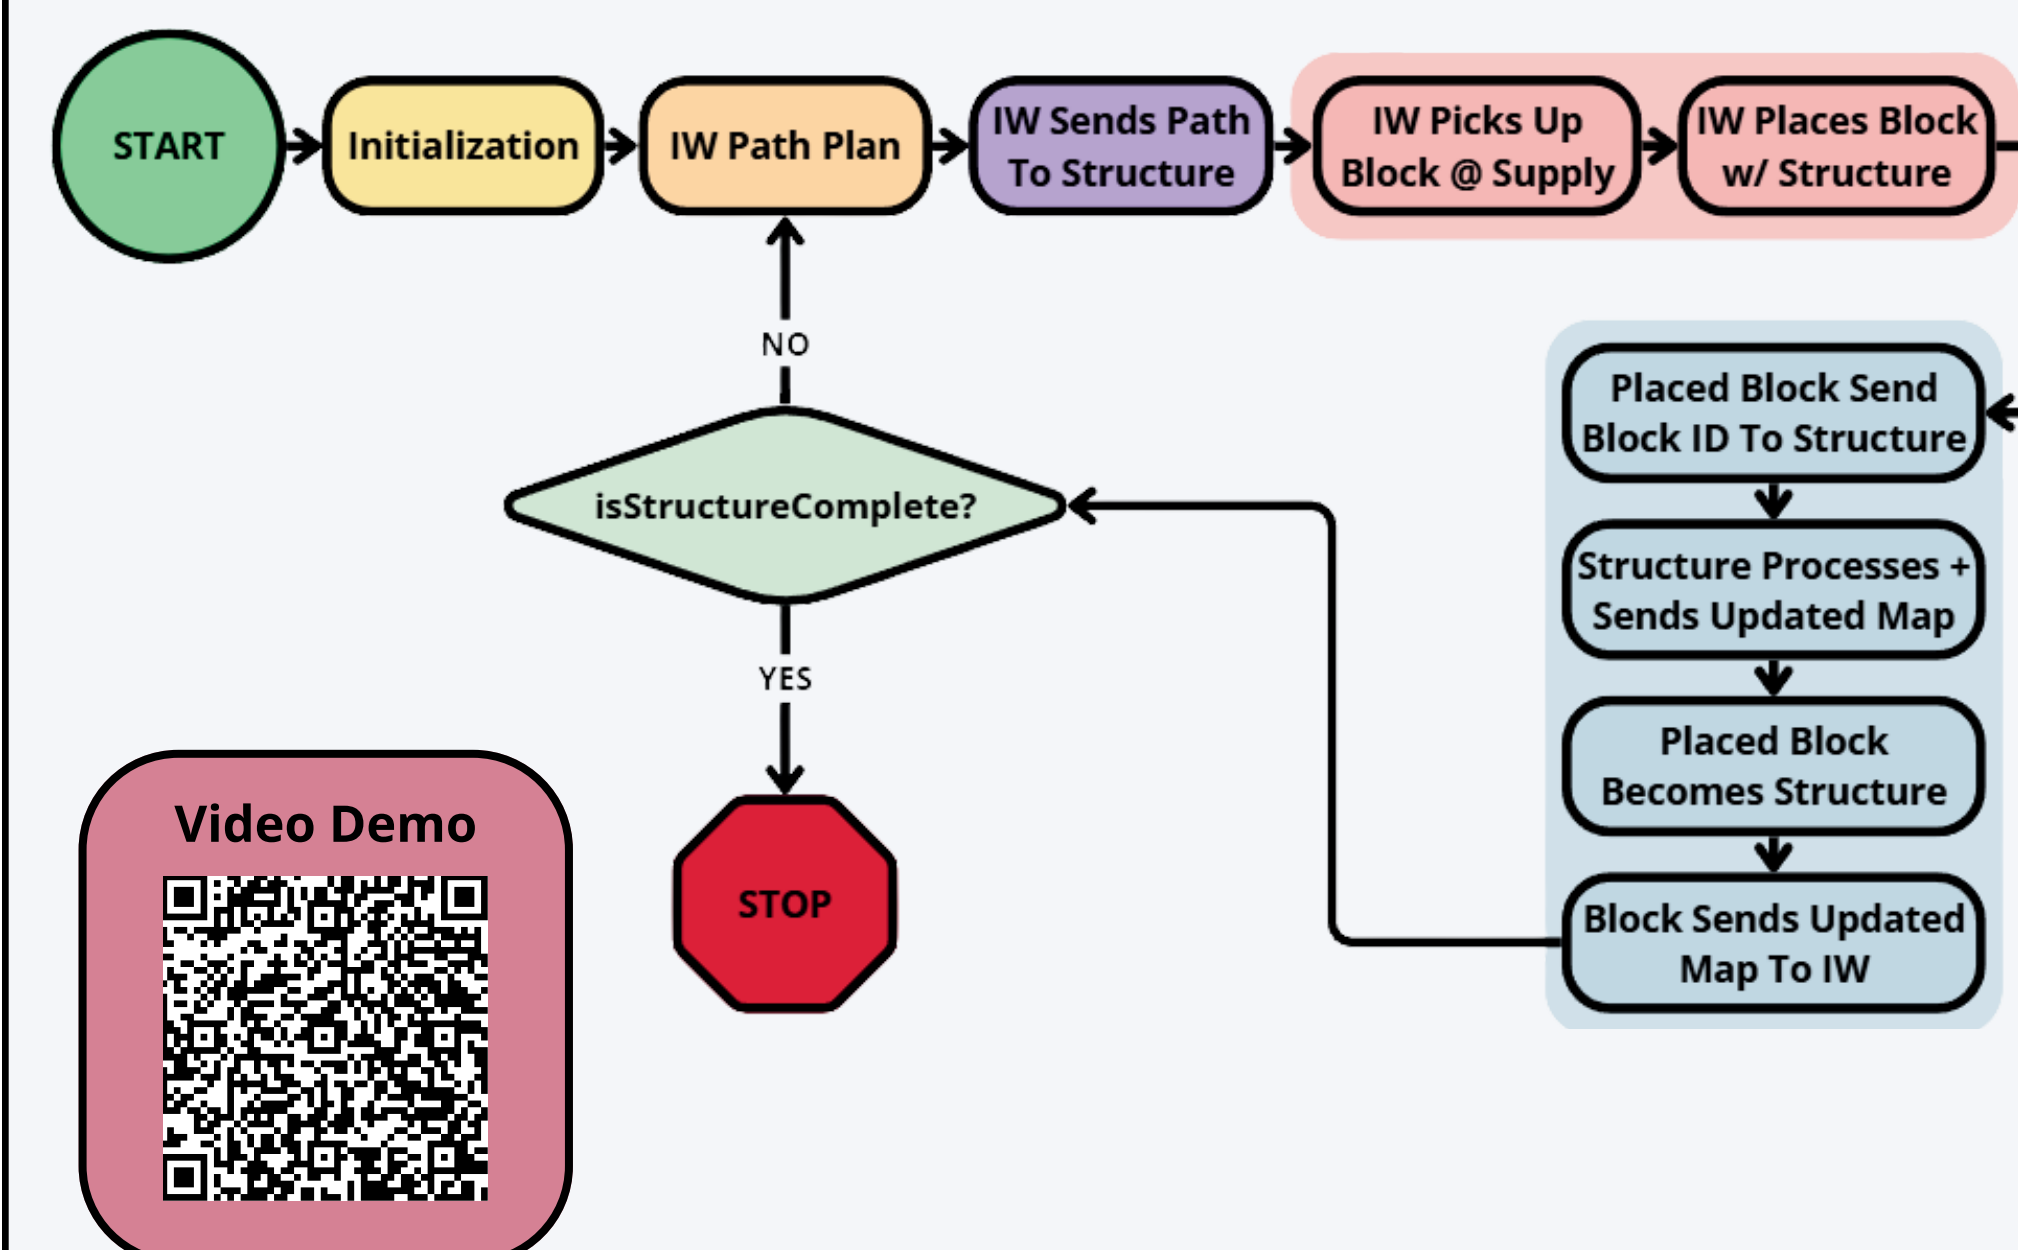 START
Initialization
IW Path Plan
IW Sends Path
To Structure
IW Picks Up
Block @ Supply
IW Places Block
w/ Structure
NO
Placed Block Send
Block ID To Structure
isStructureComplete?
Structure Processes +
Sends Updated Map
YES
Placed Block
Becomes Structure
Video Demo
STOP
Block Sends Updated
Map To IW